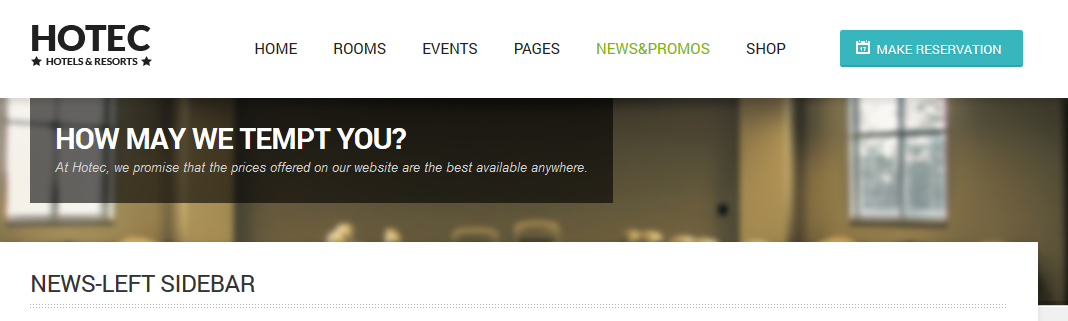 HOTEC
HOTELS & RESORTS
HOME ROOMS EVENTS PAGES NEWS&PROMOS SHOP
17 MAKE RESERVATION
HOW MAY WE TEMPT YOU?
At Hotec, we promise that the prices offered on our website are the best available anywhere.
NEWS-LEFT SIDEBAR